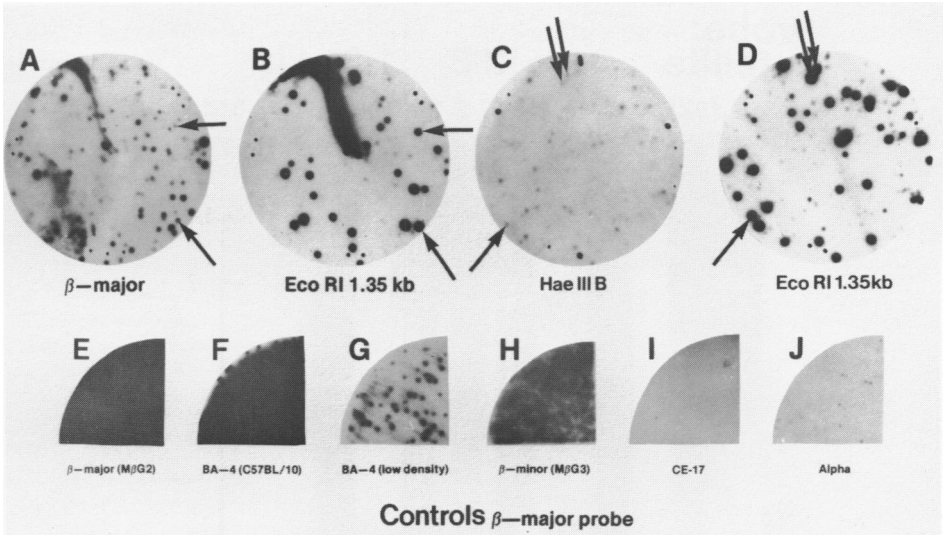 A B C D
β—major Eco RI 1.35 kb Hae III B Eco RI 1.35kb
E F G H I J
β-major (MβG2) BA-4 (C57BL/10) BA-4 (low density) β-minor (MβG3) CE-17 Alpha
Controls β—major probe